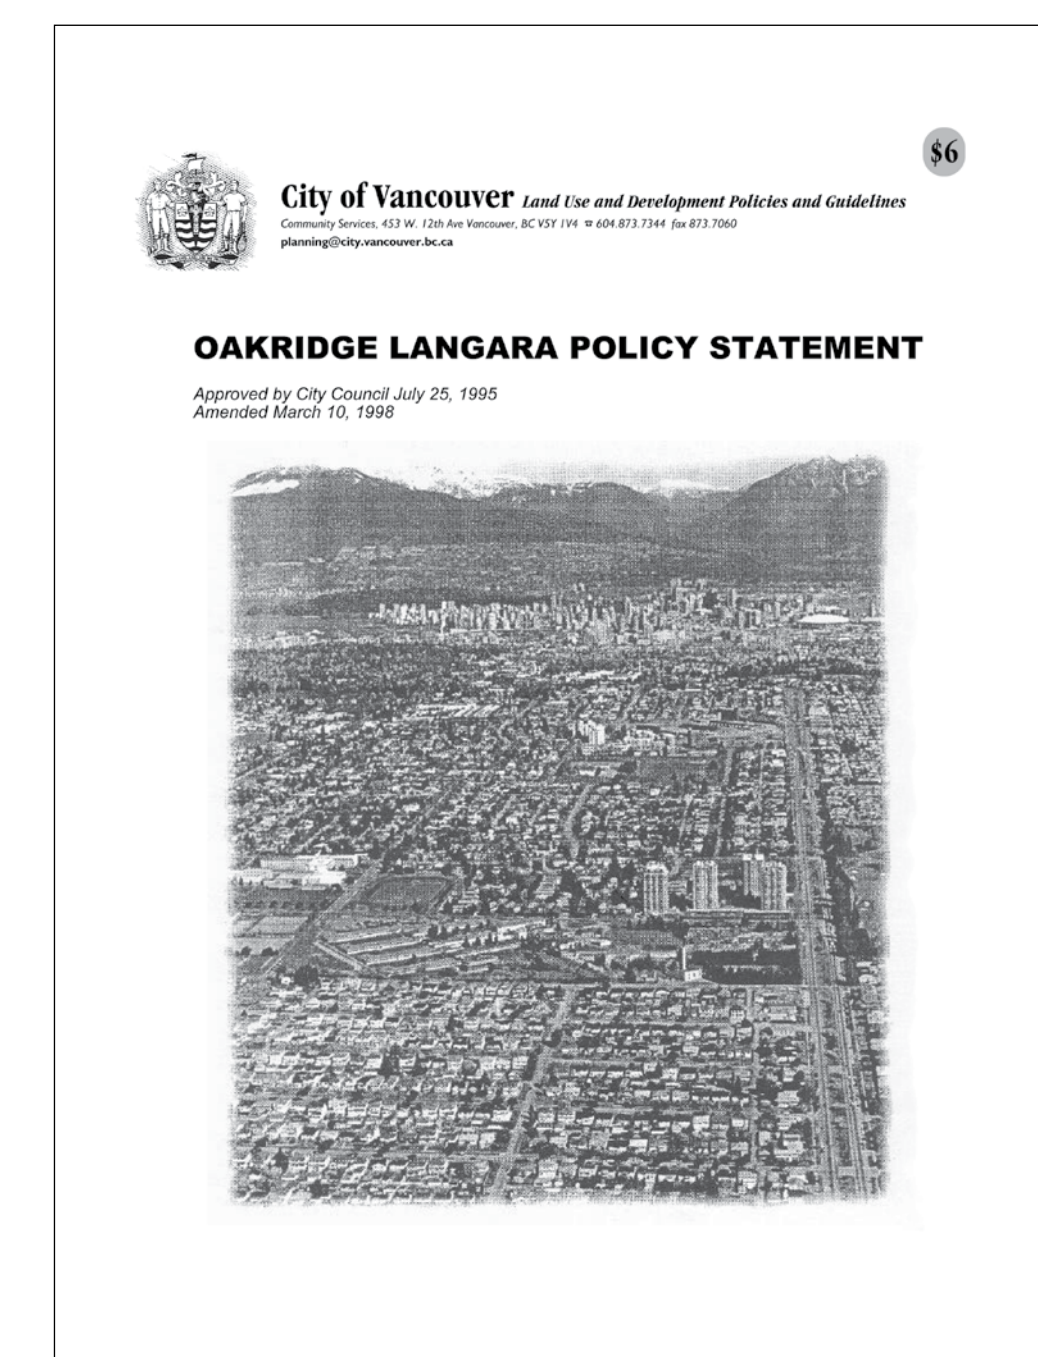 $6
City of Vancouver Land Use and Development Policies and Guidelines
Community Services, 453 W. 12th Ave Vancouver, BC V5Y 1V4 ☎ 604.873.7344 fax 873.7060
planning@city.vancouver.bc.ca
OAKRIDGE LANGARA POLICY STATEMENT
Approved by City Council July 25, 1995
Amended March 10, 1998